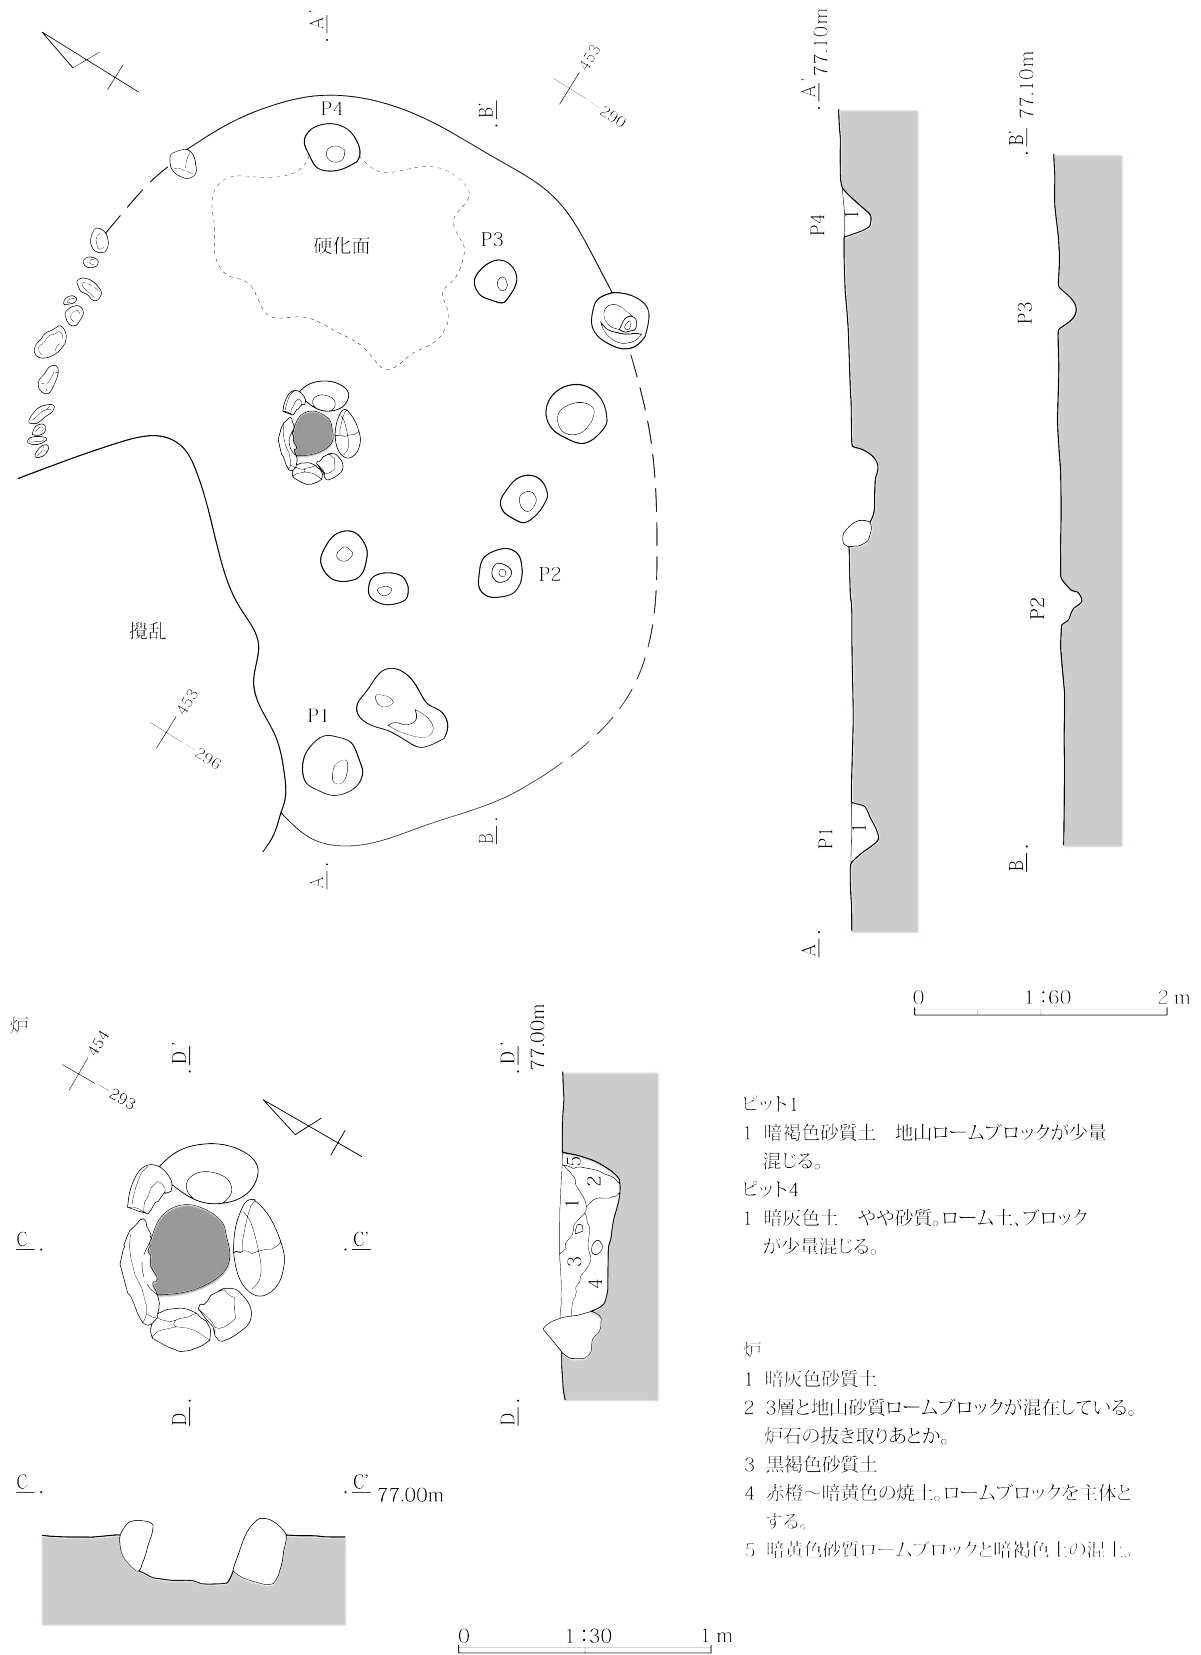 A'
453
-290
P4
B'
硬化面
P3
P2
攪乱
453
-296
P1
B
A
A' 77.10m
P4
1
P1
1
A
B' 77.10m
P3
P2
B
0 1:60 2 m
炉
454
-293
D'
C
C'
D
D' 77.00m
5
2
1
3
4
D
C
C' 77.00m
0 1:30 1 m
ピット1
1 暗褐色砂質土 地山ロームブロックが少量
混じる。
ピット4
1 暗灰色土 やや砂質。ローム土、ブロック
が少量混じる。
炉
1 暗灰色砂質土
2 3層と地山砂質ロームブロックが混在している。
炉石の抜き取りあとか。
3 黒褐色砂質土
4 赤橙～暗黄色の焼土。ロームブロックを主体と
する。
5 暗黄色砂質ロームブロックと暗褐色土の混土。